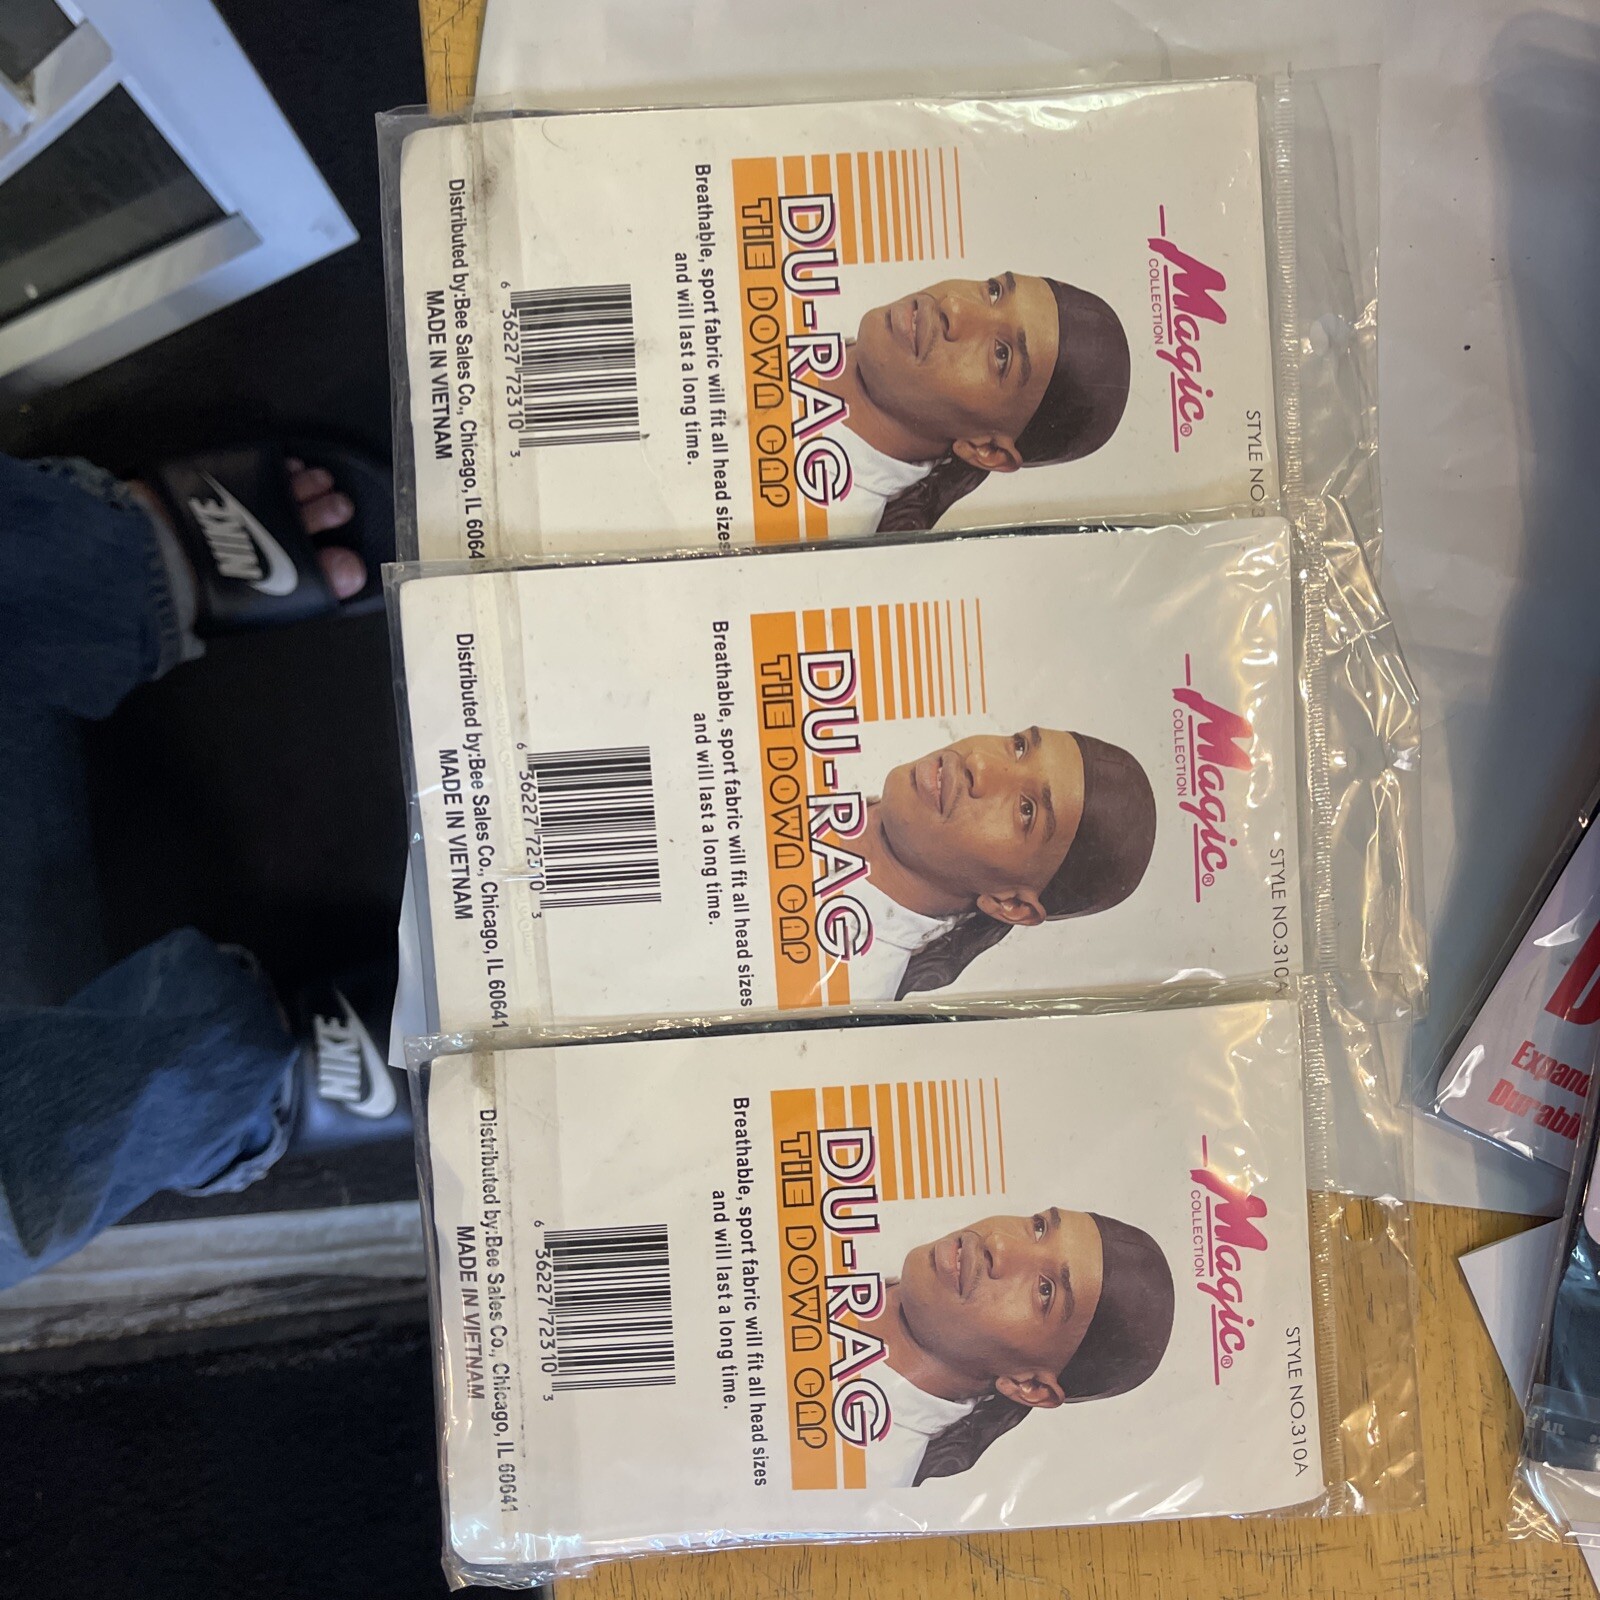 STYLE NO.3
Magic®
COLLECTION
DU-RAG
TIE DOWN CAP
Breathable, sport fabric will fit all head sizes
and will last a long time.
6 36227 72310 3
Distributed by:Bee Sales Co., Chicago, IL 6064
MADE IN VIETNAM
STYLE NO.310A
Magic®
COLLECTION
DU-RAG
TIE DOWN CAP
Breathable, sport fabric will fit all head sizes
and will last a long time.
6 36227 72310 3
Distributed by:Bee Sales Co., Chicago, IL 60641
MADE IN VIETNAM
STYLE NO.310A
Magic®
COLLECTION
DU-RAG
TIE DOWN CAP
Breathable, sport fabric will fit all head sizes
and will last a long time.
6 36227 72310 3
Distributed by:Bee Sales Co., Chicago, IL 60641
MADE IN VIETNAM
NIKE
NIKE
Expand
Durabl